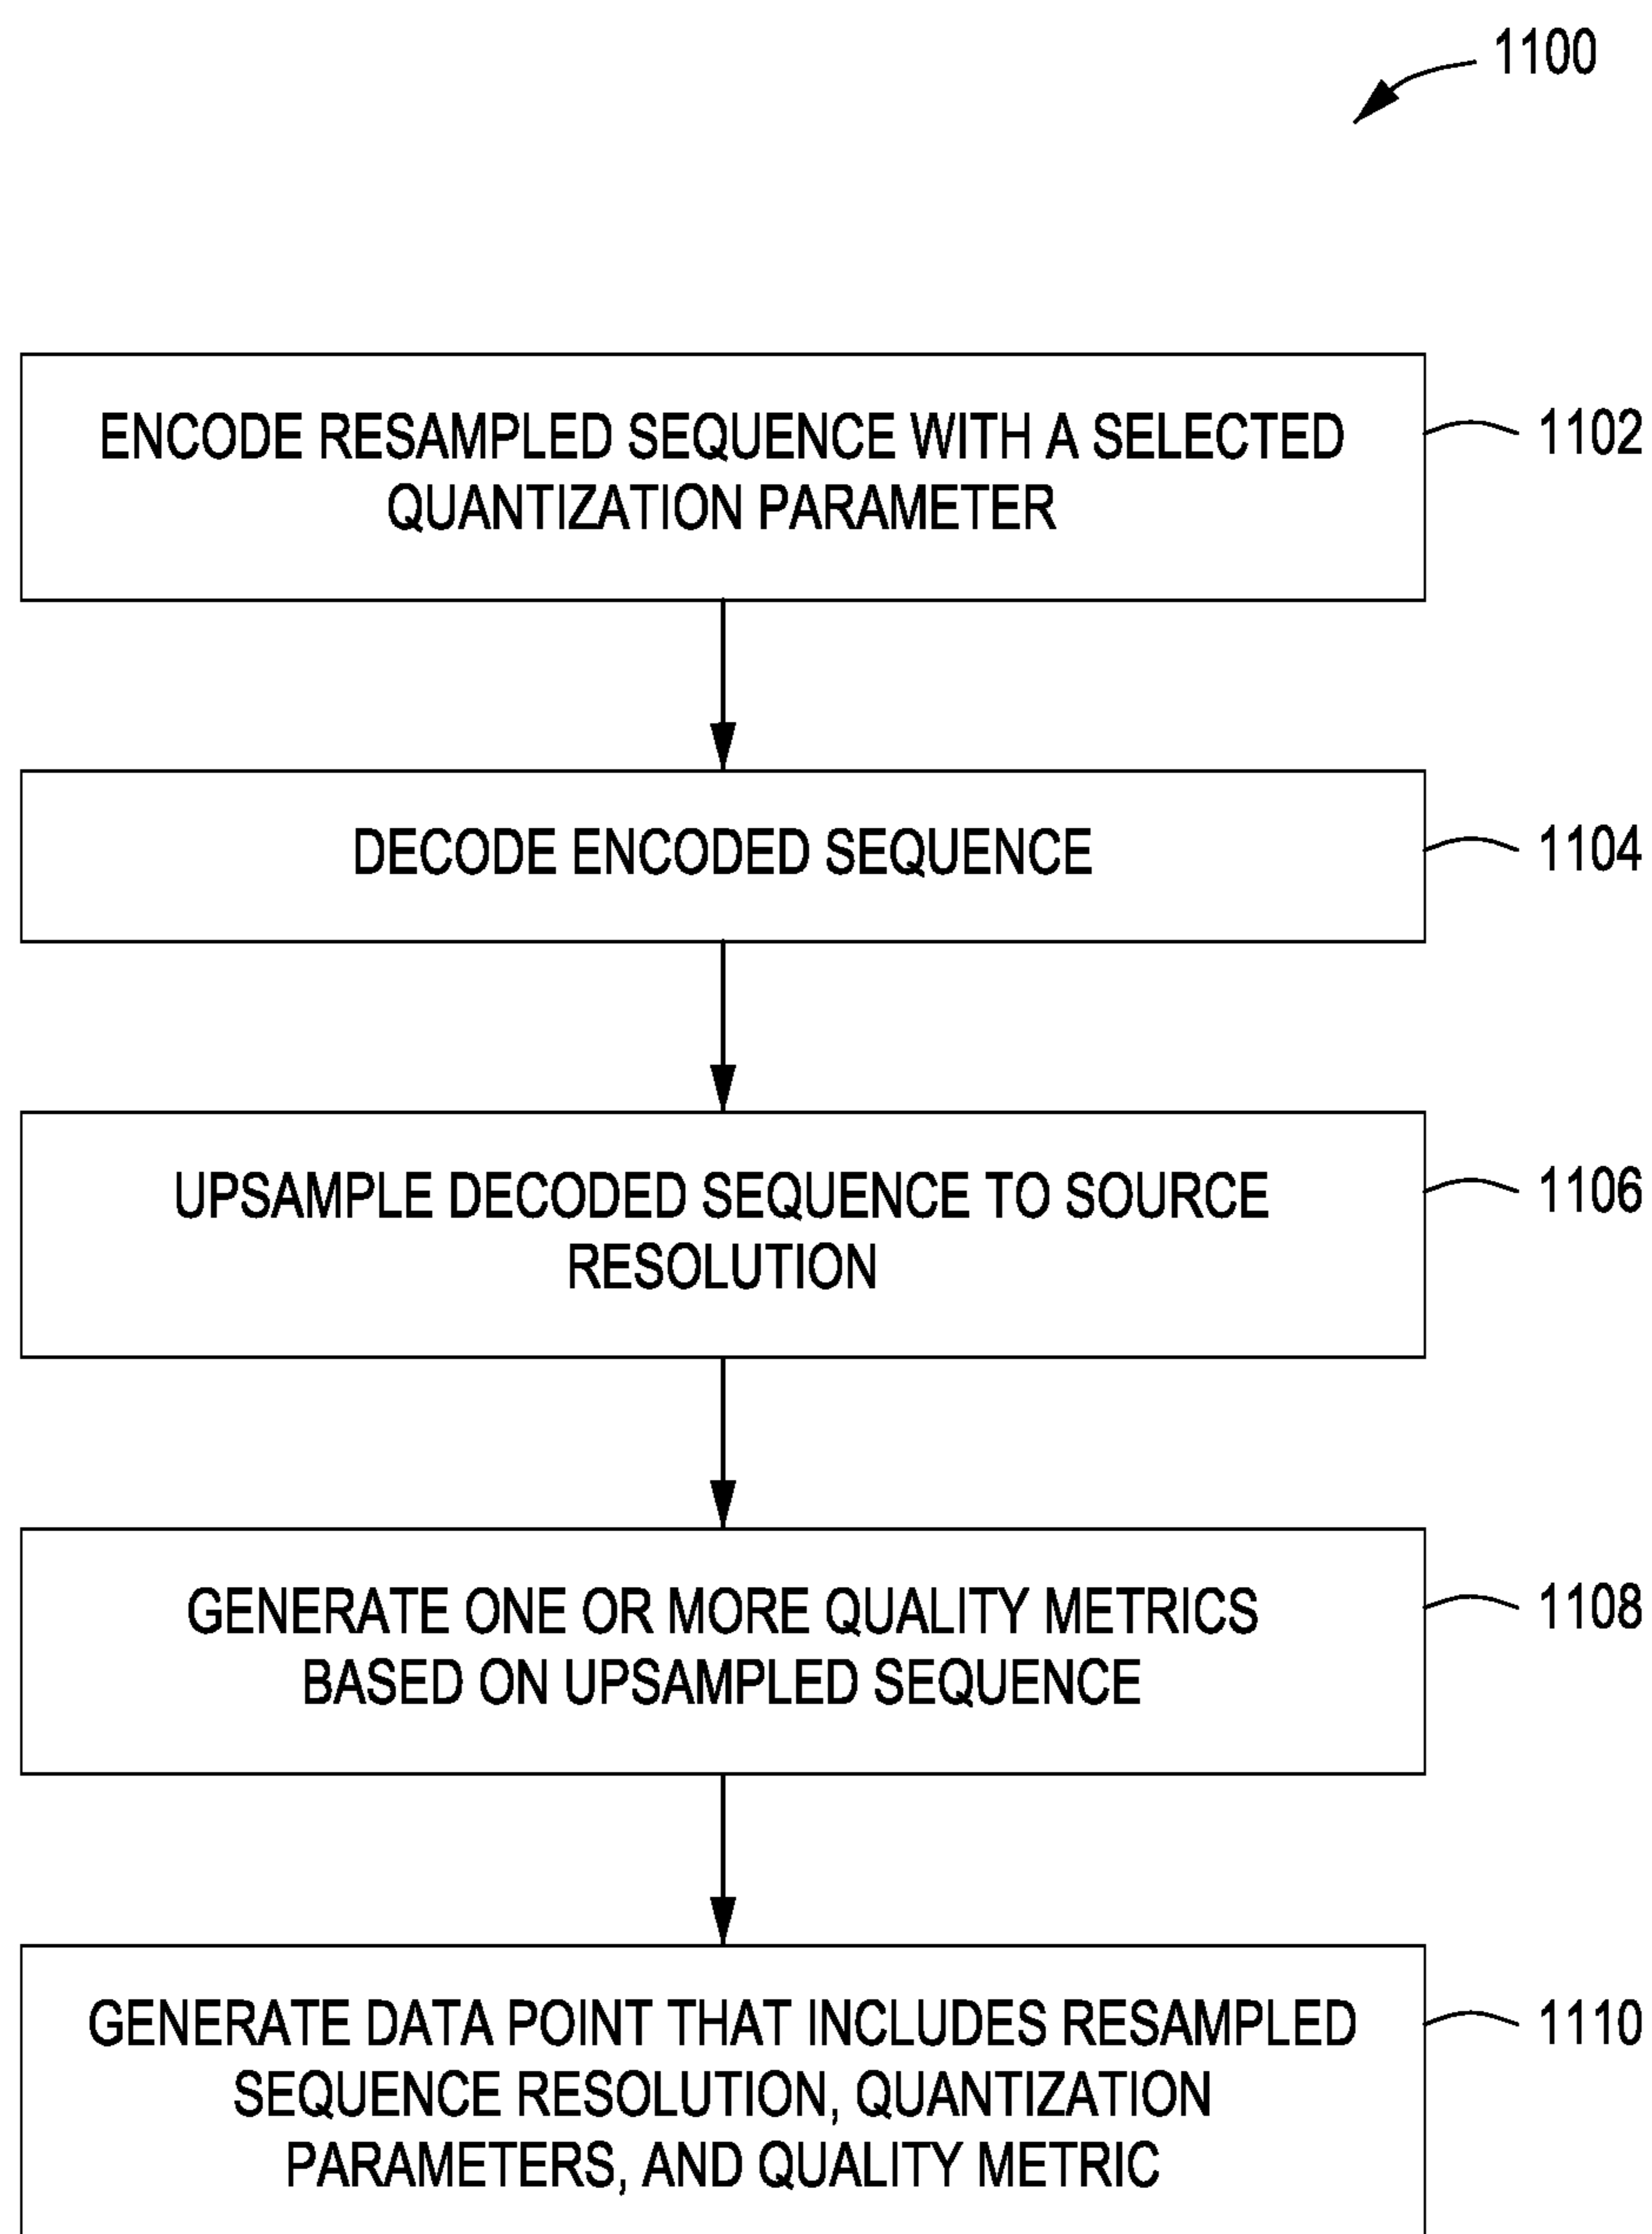 1100
ENCODE RESAMPLED SEQUENCE WITH A SELECTED
QUANTIZATION PARAMETER
1102
DECODE ENCODED SEQUENCE
1104
UPSAMPLE DECODED SEQUENCE TO SOURCE
RESOLUTION
1106
GENERATE ONE OR MORE QUALITY METRICS
BASED ON UPSAMPLED SEQUENCE
1108
GENERATE DATA POINT THAT INCLUDES RESAMPLED
SEQUENCE RESOLUTION, QUANTIZATION
PARAMETERS, AND QUALITY METRIC
1110